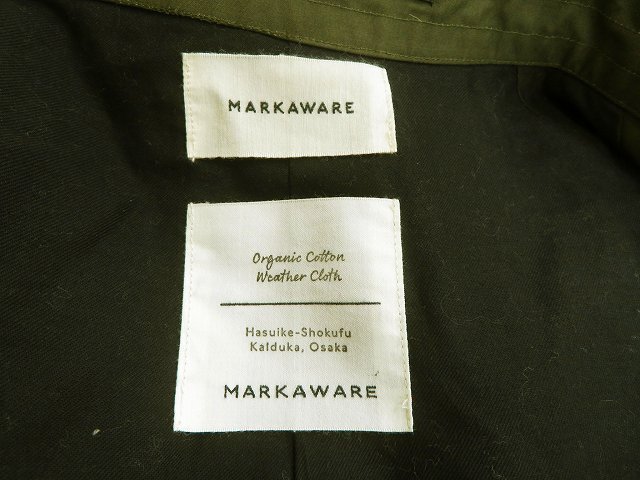 MARKAWARE
Organic Cotton
Weather Cloth
Hasuike-Shokufu
Kaiduka, Osaka
MARKAWARE